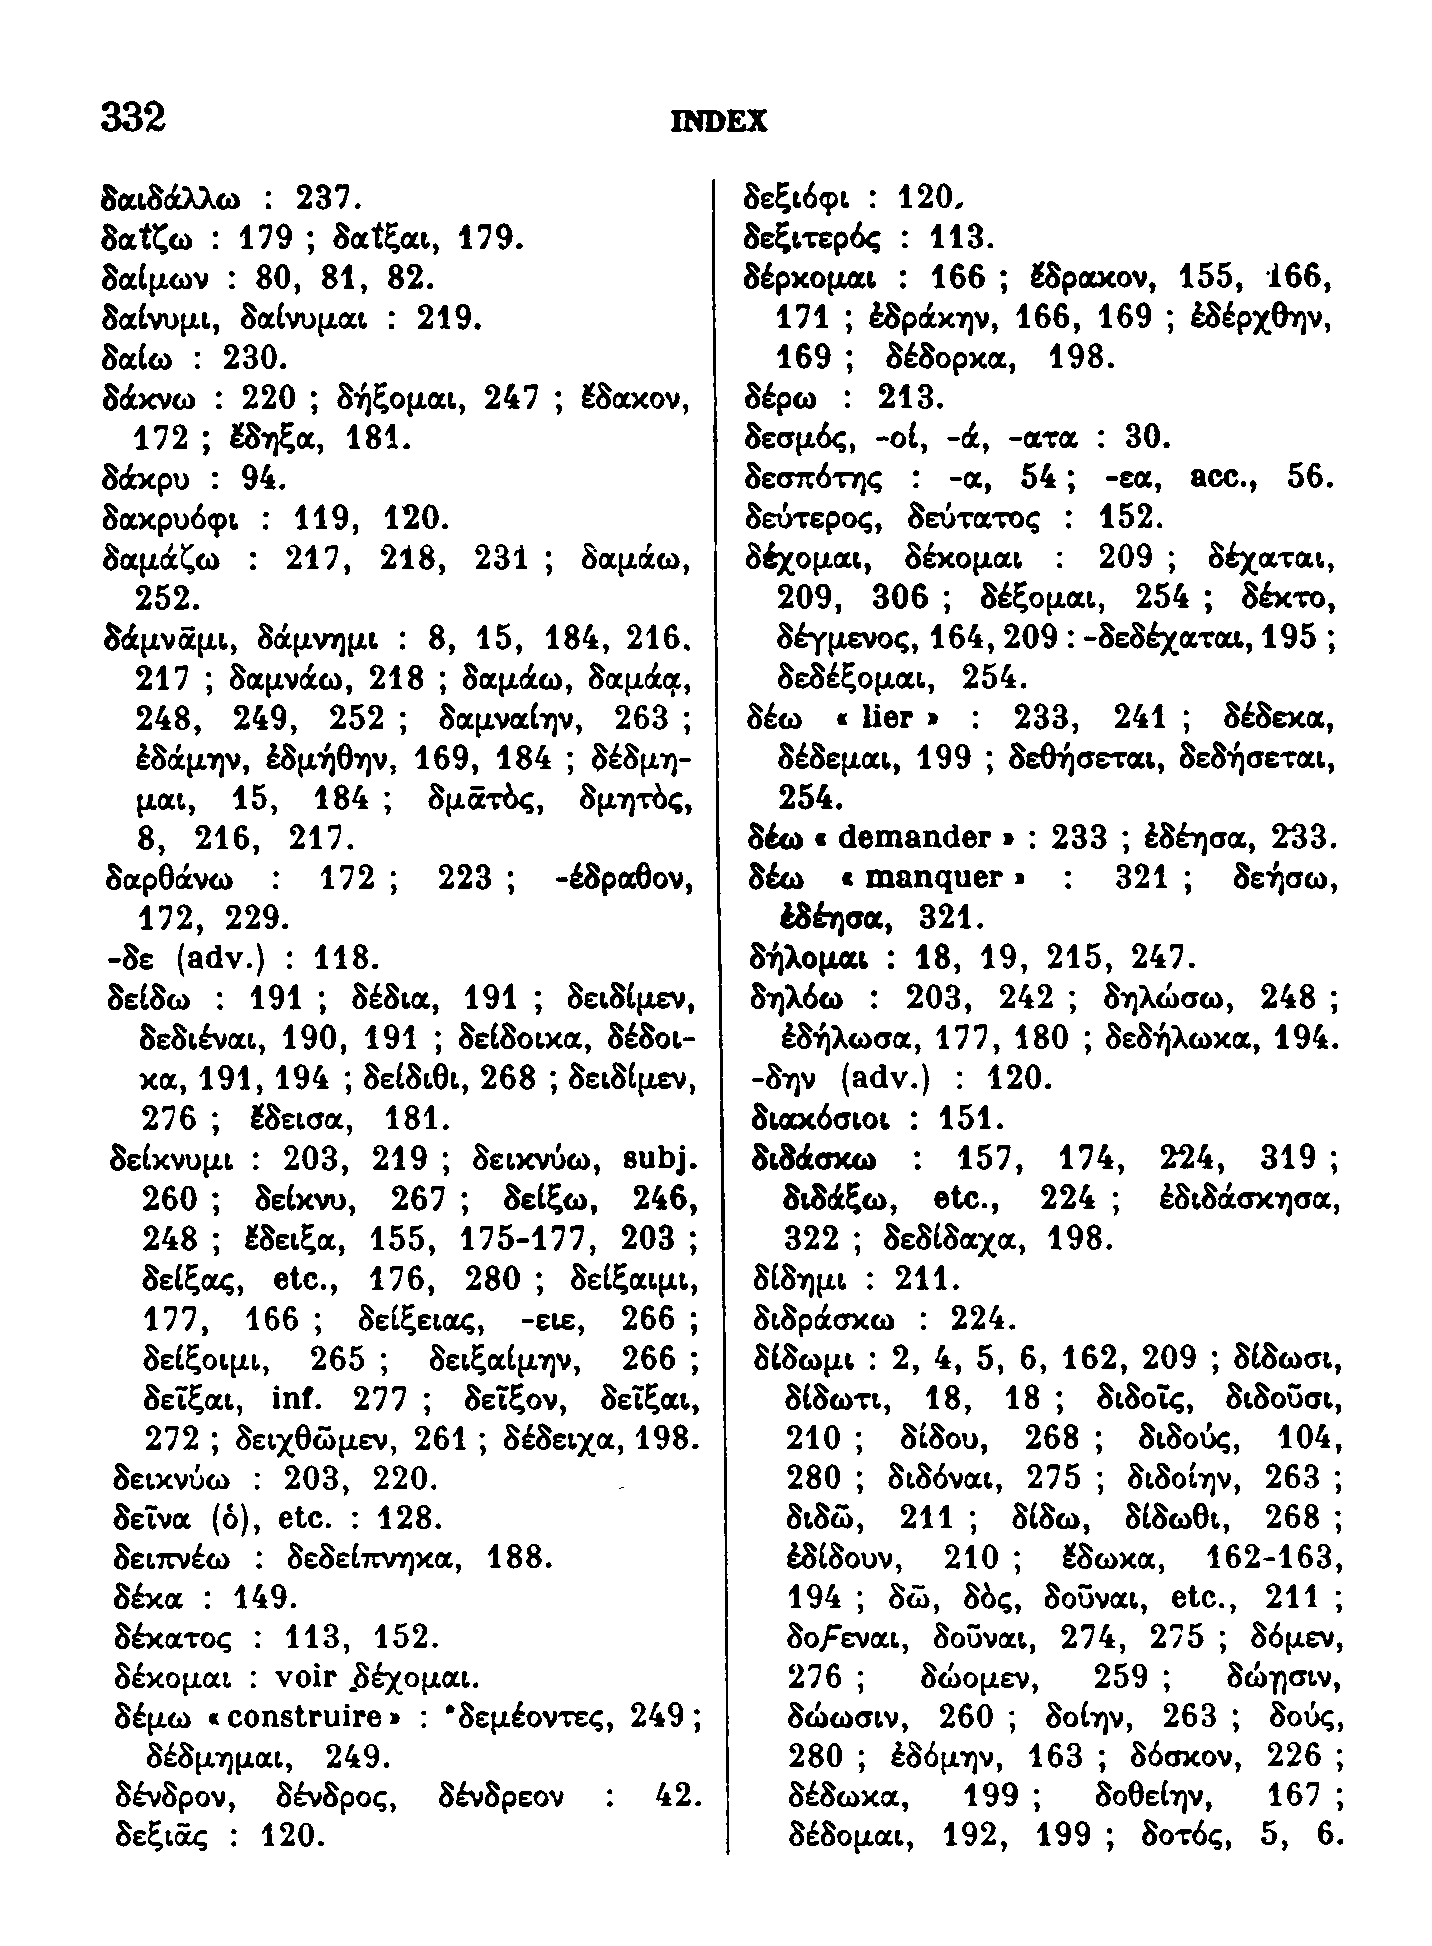 332
INDEX
δαιδάλλω : 237.
δαΐζω : 179 ; δαΐξαι, 179.
δαίμων : 80, 81, 82.
δαίνυμι, δαίνυμαι : 219.
δαίω : 230.
δάκνω : 220 ; δήξομαι, 247 ; ἔδακον,
172 ; ἔδηξα, 181.
δάκρυ : 94.
δακρυόφι : 119, 120.
δαμάζω : 217, 218, 231 ; δαμάω,
252.
δάμνᾱμι, δάμνημι : 8, 15, 184, 216.
217 ; δαμνάω, 218 ; δαμάω, δαμάᾳ,
248, 249, 252 ; δαμναίην, 263 ;
ἐδάμην, ἐδμήθην, 169, 184 ; δέδμη-
μαι, 15, 184 ; δμᾱτὸς, δμητὸς,
8, 216, 217.
δαρθάνω : 172 ; 223 ; -έδραθον,
172, 229.
-δε (adv.) : 118.
δείδω : 191 ; δέδια, 191 ; δειδίμεν,
δεδιέναι, 190, 191 ; δείδοικα, δέδοι-
κα, 191, 194 ; δείδιθι, 268 ; δειδίμεν,
276 ; ἔδεισα, 181.
δείκνυμι : 203, 219 ; δεικνύω, subj.
260 ; δείκνυ, 267 ; δείξω, 246,
248 ; ἔδειξα, 155, 175-177, 203 ;
δείξας, etc., 176, 280 ; δείξαιμι,
177, 166 ; δείξειας, -ειε, 266 ;
δείξοιμι, 265 ; δειξαίμην, 266 ;
δεῖξαι, inf. 277 ; δεῖξον, δεῖξαι,
272 ; δειχθῶμεν, 261 ; δέδειχα, 198.
δεικνύω : 203, 220.
δεῖνα (ὁ), etc. : 128.
δειπνέω : δεδείπνηκα, 188.
δέκα : 149.
δέκατος : 113, 152.
δέκομαι : voir δέχομαι.
δέμω « construire » : *δεμέοντες, 249 ;
δέδμημαι, 249.
δένδρον, δένδρος, δένδρεον : 42.
δεξιᾶς : 120.
δεξιόφι : 120.
δεξιτερός : 113.
δέρκομαι : 166 ; ἔδρακον, 155, 166,
171 ; ἐδράκην, 166, 169 ; ἐδέρχθην,
169 ; δέδορκα, 198.
δέρω : 213.
δεσμός, -οί, -ά, -ατα : 30.
δεσπότης : -α, 54 ; -εα, acc., 56.
δεύτερος, δεύτατος : 152.
δέχομαι, δέκομαι : 209 ; δέχαται,
209, 306 ; δέξομαι, 254 ; δέκτο,
δέγμενος, 164, 209 : -δεδέχαται, 195 ;
δεδέξομαι, 254.
δέω « lier » : 233, 241 ; δέδεκα,
δέδεμαι, 199 ; δεθήσεται, δεδήσεται,
254.
δέω « demander » : 233 ; ἐδέησα, 233.
δέω « manquer » : 321 ; δεήσω,
ἐδέησα, 321.
δήλομαι : 18, 19, 215, 247.
δηλόω : 203, 242 ; δηλώσω, 248 ;
ἐδήλωσα, 177, 180 ; δεδήλωκα, 194.
-δην (adv.) : 120.
διακόσιοι : 151.
διδάσκω : 157, 174, 224, 319 ;
διδάξω, etc., 224 ; ἐδιδάσκησα,
322 ; δεδίδαχα, 198.
δίδημι : 211.
διδράσκω : 224.
δίδωμι : 2, 4, 5, 6, 162, 209 ; δίδωσι,
δίδωτι, 18, 18 ; διδοῖς, διδοῦσι,
210 ; δίδου, 268 ; διδούς, 104,
280 ; διδόναι, 275 ; διδοίην, 263 ;
διδῶ, 211 ; δίδω, δίδωθι, 268 ;
ἐδίδουν, 210 ; ἔδωκα, 162-163,
194 ; δῶ, δὸς, δοῦναι, etc., 211 ;
δοϜεναι, δοῦναι, 274, 275 ; δόμεν,
276 ; δώομεν, 259 ; δώῃσιν,
δώωσιν, 260 ; δοίην, 263 ; δούς,
280 ; ἐδόμην, 163 ; δόσκον, 226 ;
δέδωκα, 199 ; δοθείην, 167 ;
δέδομαι, 192, 199 ; δοτός, 5, 6.